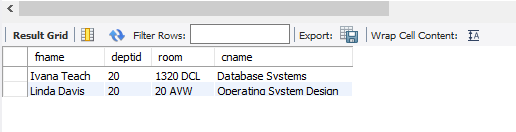 Result Grid Filter Rows: Export: Wrap Cell Content: IA
fname deptid room cname
Ivana Teach 20 1320 DCL Database Systems
Linda Davis 20 20 AVW Operating System Design